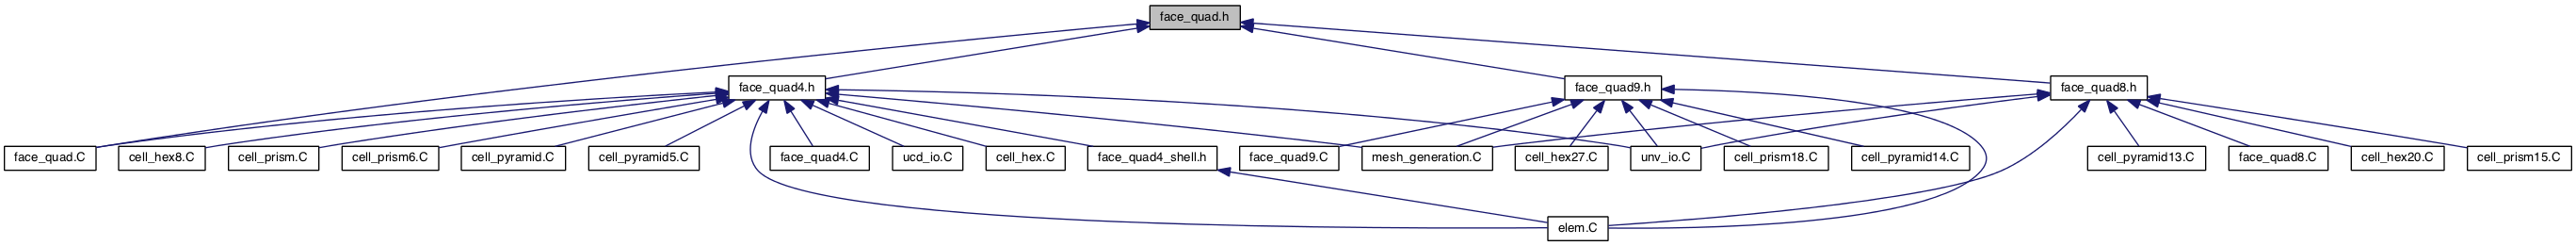 face_quad.h
face_quad4.h
face_quad9.h
face_quad8.h
face_quad.C
cell_hex8.C
cell_prism.C
cell_prism6.C
cell_pyramid.C
cell_pyramid5.C
face_quad4.C
ucd_io.C
cell_hex.C
face_quad4_shell.h
face_quad9.C
mesh_generation.C
cell_hex27.C
unv_io.C
cell_prism18.C
cell_pyramid14.C
cell_pyramid13.C
face_quad8.C
cell_hex20.C
cell_prism15.C
elem.C